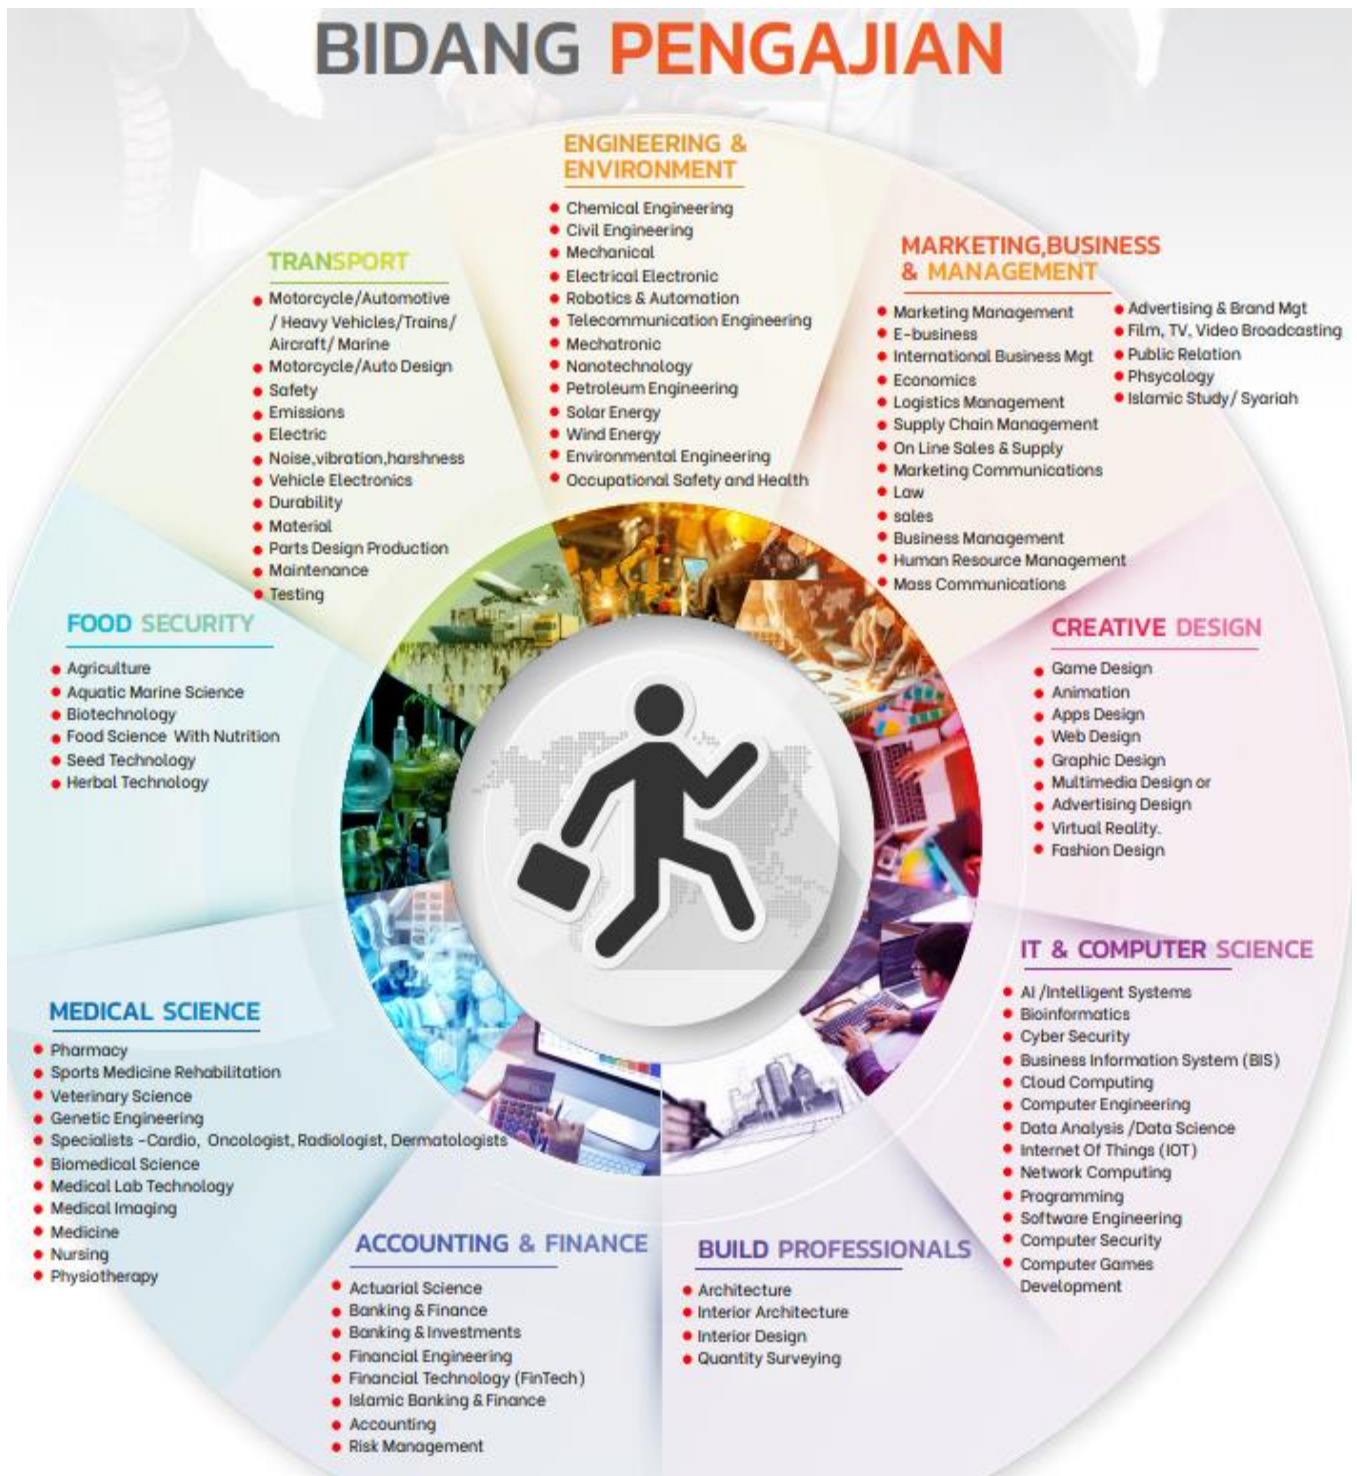 BIDANG PENGAJIAN
ENGINEERING &
ENVIRONMENT
• Chemical Engineering
• Civil Engineering
• Mechanical
• Electrical Electronic
• Robotics & Automation
• Telecommunication Engineering
• Mechatronic
• Nanotechnology
• Petroleum Engineering
• Solar Energy
• Wind Energy
• Environmental Engineering
• Occupational Safety and Health
MARKETING,BUSINESS
& MANAGEMENT
• Marketing Management
• E-business
• International Business Mgt
• Economics
• Logistics Management
• Supply Chain Management
• On Line Sales & Supply
• Marketing Communications
• Law
• sales
• Business Management
• Human Resource Management
• Mass Communications
• Advertising & Brand Mgt
• Film, TV, Video Broadcasting
• Public Relation
• Phsycology
• Islamic Study/ Syariah
CREATIVE DESIGN
• Game Design
• Animation
• Apps Design
• Web Design
• Graphic Design
• Multimedia Design or
• Advertising Design
• Virtual Reality.
• Fashion Design
IT & COMPUTER SCIENCE
• AI /Intelligent Systems
• Bioinformatics
• Cyber Security
• Business Information System (BIS)
• Cloud Computing
• Computer Engineering
• Data Analysis /Data Science
• Internet Of Things (IOT)
• Network Computing
• Programming
• Software Engineering
• Computer Security
• Computer Games
Development
BUILD PROFESSIONALS
• Architecture
• Interior Architecture
• Interior Design
• Quantity Surveying
ACCOUNTING & FINANCE
• Actuarial Science
• Banking & Finance
• Banking & Investments
• Financial Engineering
• Financial Technology (FinTech)
• Islamic Banking & Finance
• Accounting
• Risk Management
MEDICAL SCIENCE
• Pharmacy
• Sports Medicine Rehabilitation
• Veterinary Science
• Genetic Engineering
• Specialists -Cardio, Oncologist, Radiologist, Dermatologists
• Biomedical Science
• Medical Lab Technology
• Medical Imaging
• Medicine
• Nursing
• Physiotherapy
FOOD SECURITY
• Agriculture
• Aquatic Marine Science
• Biotechnology
• Food Science With Nutrition
• Seed Technology
• Herbal Technology
TRANSPORT
• Motorcycle/Automotive
/ Heavy Vehicles/Trains/
Aircraft/ Marine
• Motorcycle/Auto Design
• Safety
• Emissions
• Electric
• Noise,vibration,harshness
• Vehicle Electronics
• Durability
• Material
• Parts Design Production
• Maintenance
• Testing